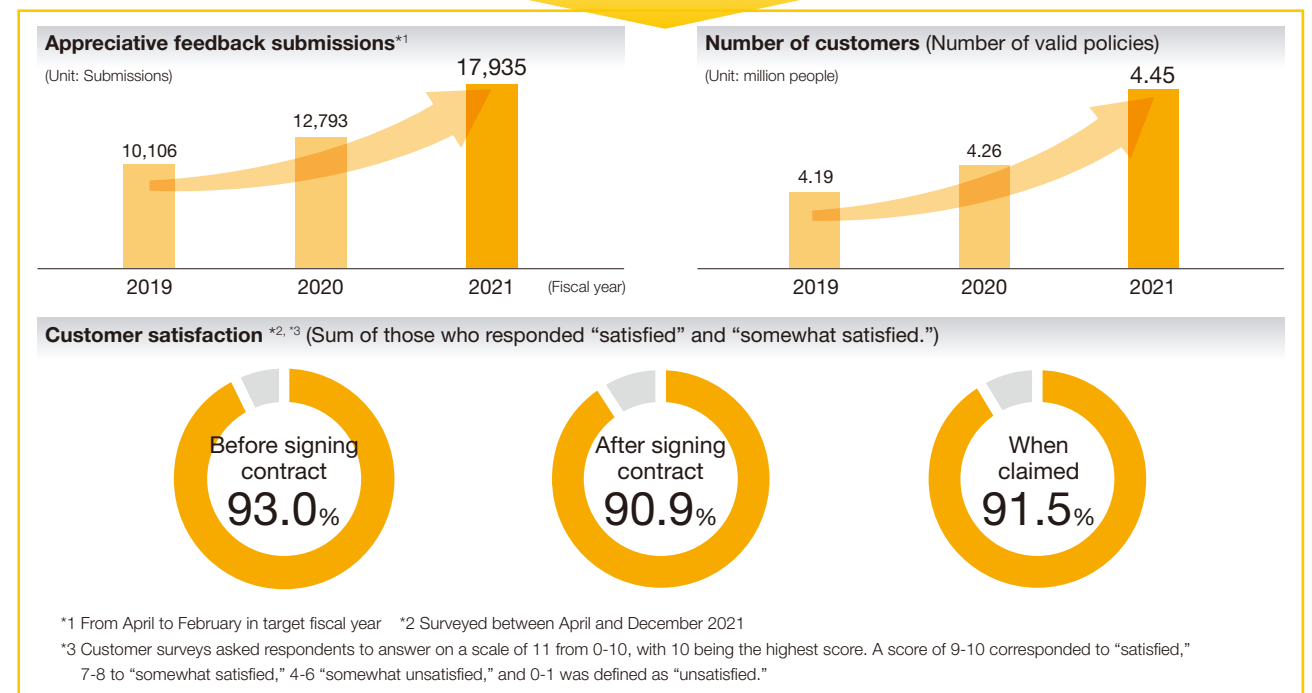 Appreciative feedback submissions*1
(Unit: Submissions)
10,106
12,793
17,935
2019
2020
2021
(Fiscal year)
Number of customers (Number of valid policies)
(Unit: million people)
4.19
4.26
4.45
2019
2020
2021
Customer satisfaction *2, *3 (Sum of those who responded “satisfied” and “somewhat satisfied.”)
Before signing
contract
93.0%
After signing
contract
90.9%
When
claimed
91.5%
*1 From April to February in target fiscal year *2 Surveyed between April and December 2021
*3 Customer surveys asked respondents to answer on a scale of 11 from 0-10, with 10 being the highest score. A score of 9-10 corresponded to “satisfied,”
7-8 to “somewhat satisfied,” 4-6 “somewhat unsatisfied,” and 0-1 was defined as “unsatisfied.”